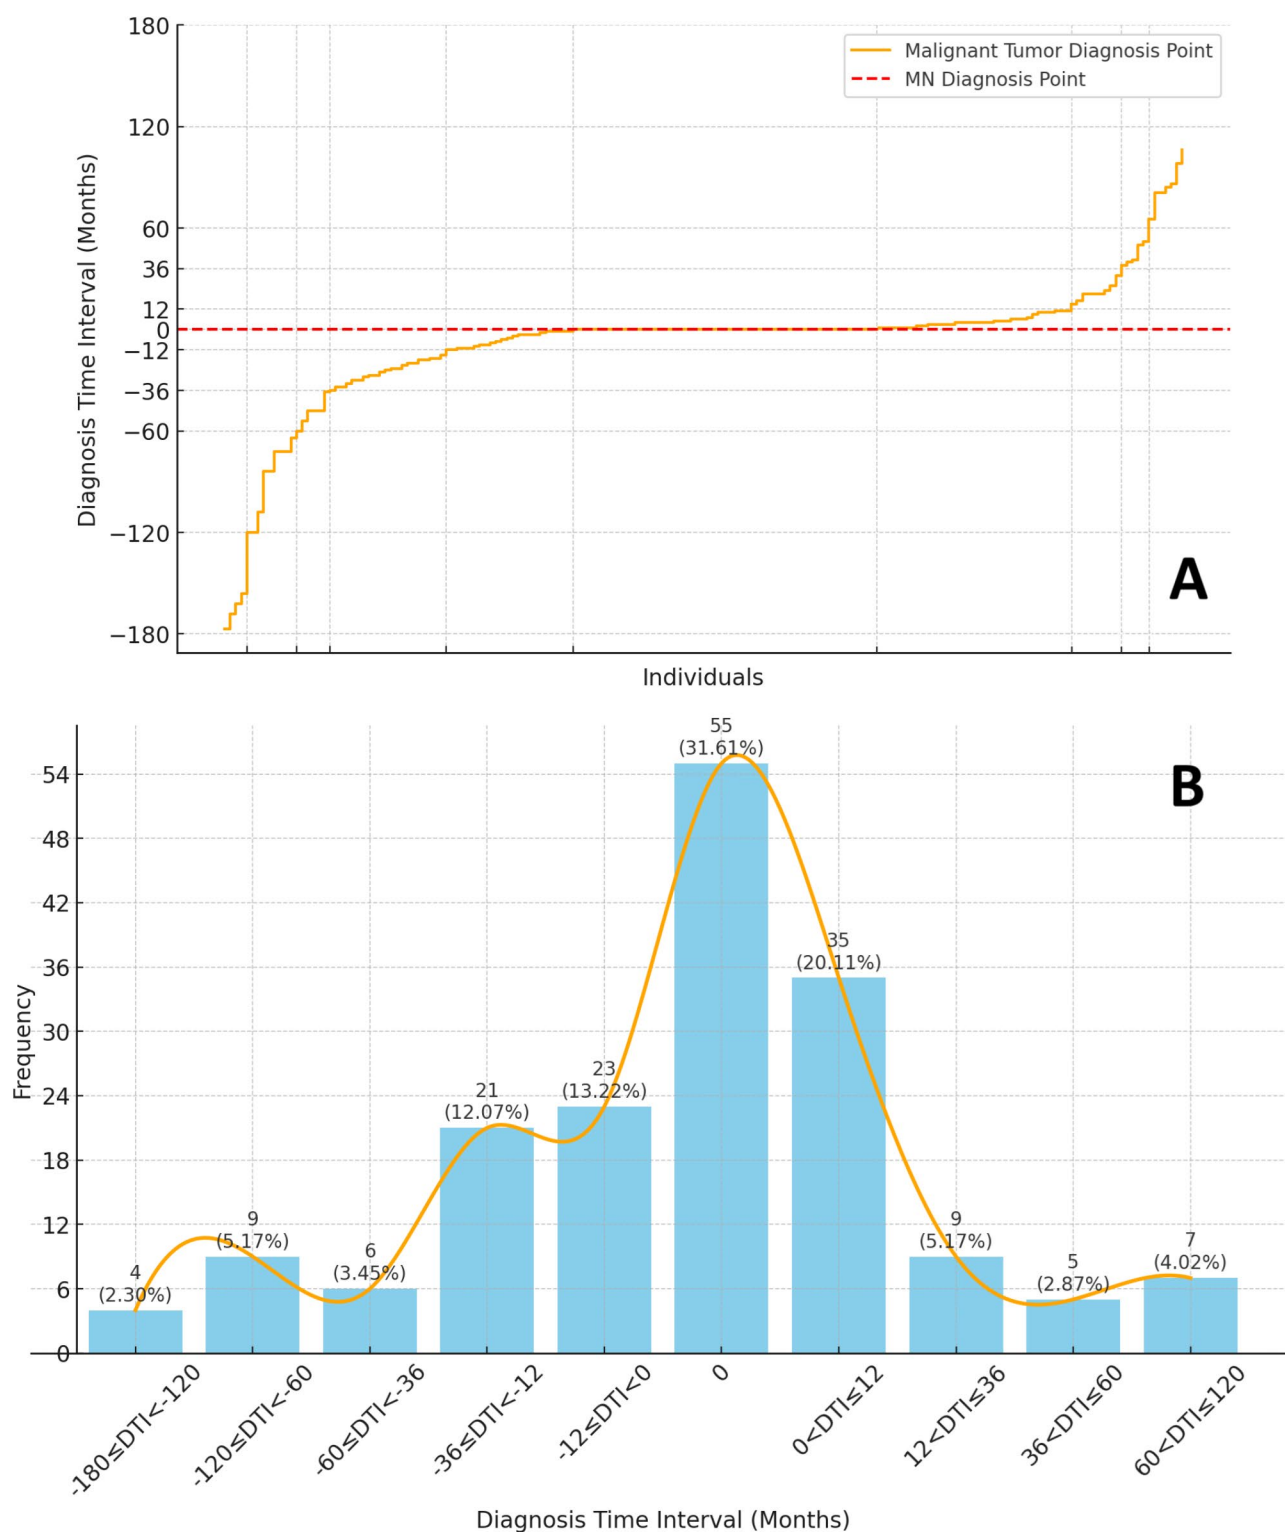 180
120
60
36
12
0
−12
−36
−60
−120
−180
Diagnosis Time Interval (Months)
Malignant Tumor Diagnosis Point
MN Diagnosis Point
A
Individuals
B
Frequency
54
48
42
36
30
24
18
12
6
0
4
(2.30%)
9
(5.17%)
6
(3.45%)
21
(12.07%)
23
(13.22%)
55
(31.61%)
35
(20.11%)
9
(5.17%)
5
(2.87%)
7
(4.02%)
-180≤DTI<-120
-120≤DTI<-60
-60≤DTI<-36
-36≤DTI<-12
-12≤DTI<0
0
0<DTI≤12
12<DTI≤36
36<DTI≤60
60<DTI≤120
Diagnosis Time Interval (Months)